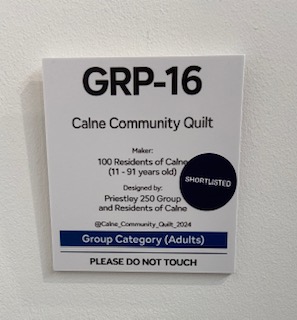 GRP-16
Calne Community Quilt
Maker:
100 Residents of Calne
(11 - 91 years old)
SHORTLISTED
Designed by:
Priestley 250 Group
and Residents of Calne
@Calne_Community_Quilt_2024
Group Category (Adults)
PLEASE DO NOT TOUCH